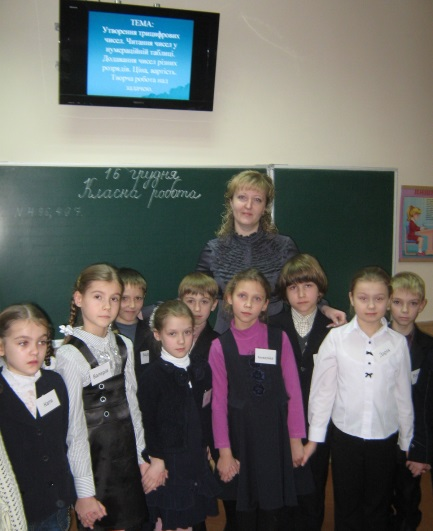 ТЕМА:
Утворення трицифрових
чисел. Читання чисел у
нумераційній таблиці.
Додавання чисел різних
розрядів. Ціна, вартість.
Творча робота над
задачею.
16 грудня
Класна робота